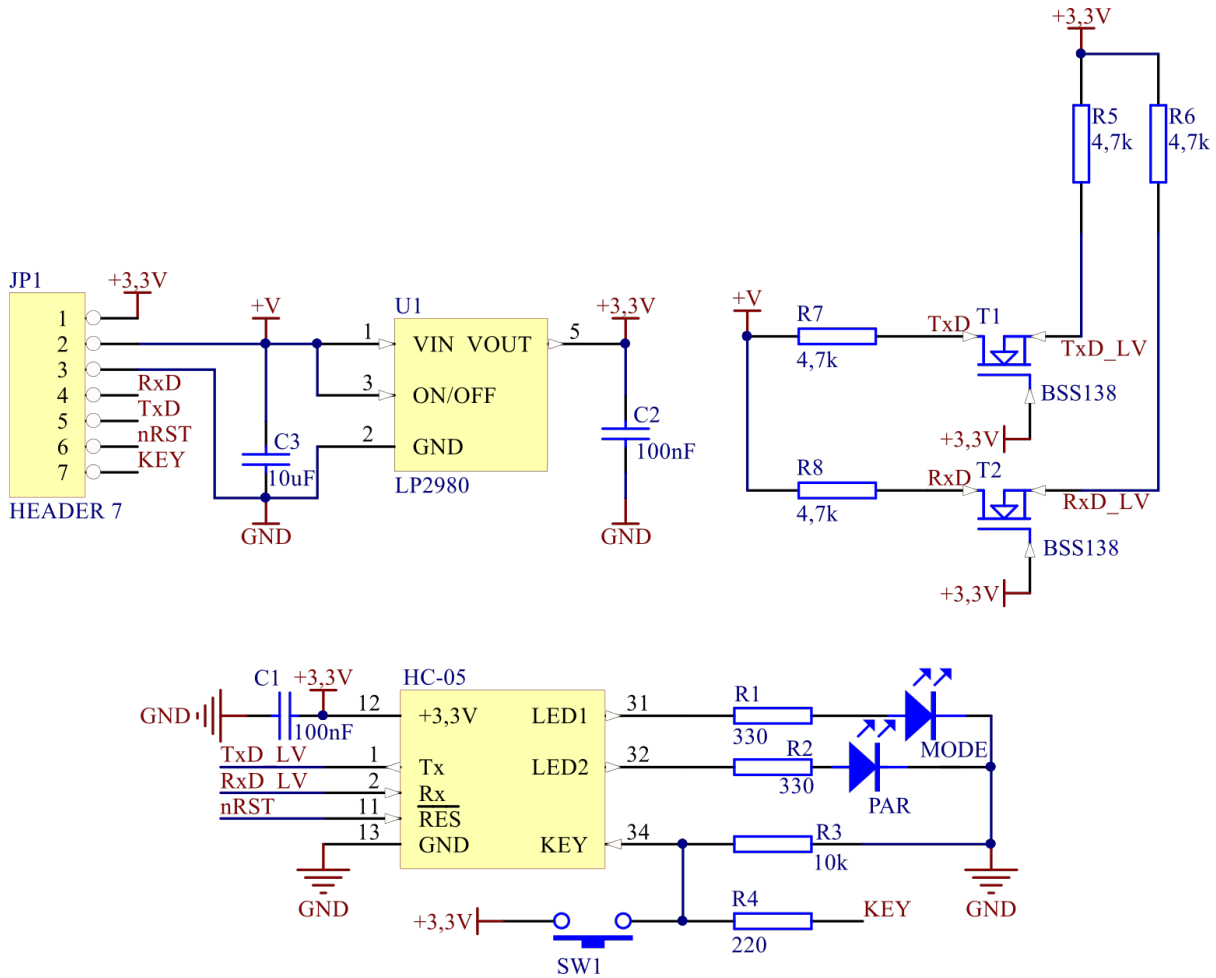 +3,3V
R5
4,7k
R6
4,7k
JP1
+3,3V
1
2
3
4
5
6
7
RxD
TxD
nRST
KEY
HEADER 7
+V
C3
10uF
GND
U1
1
3
2
VIN VOUT
ON/OFF
GND
5
LP2980
+3,3V
C2
100nF
GND
+V
R7
4,7k
TxD
T1
TxD_LV
BSS138
+3,3V
R8
4,7k
RxD
T2
RxD_LV
BSS138
+3,3V
C1
+3,3V
GND
100nF
HC-05
12
+3,3V
LED1
31
TxD_LV
1
Tx
LED2
32
RxD_LV
2
Rx
nRST
11
RES
13
GND
KEY
34
GND
R1
330
MODE
R2
330
PAR
R3
10k
GND
+3,3V
SW1
R4
220
KEY